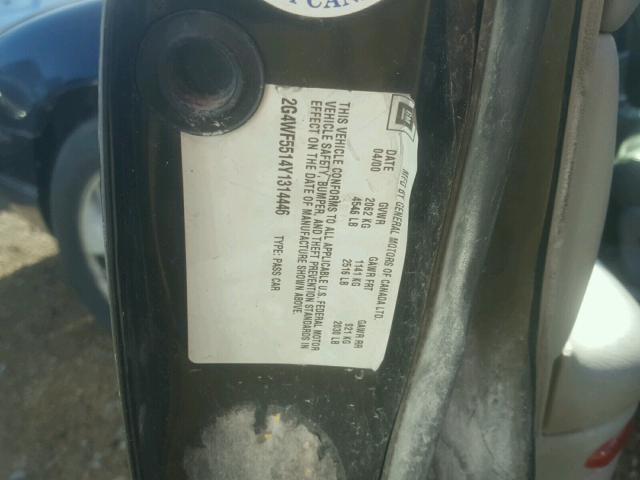 CAN
GM
MFD BY GENERAL MOTORS OF CANADA LTD.
DATE GVWR GAWR FRT GAWR RR
04/00 2062 KG 1141 KG 921 KG
4546 LB 2516 LB 2030 LB
THIS VEHICLE CONFORMS TO ALL APPLICABLE U.S. FEDERAL MOTOR
VEHICLE SAFETY, BUMPER, AND THEFT PREVENTION STANDARDS IN
EFFECT ON THE DATE OF MANUFACTURE SHOWN ABOVE.
2G4WF5514Y1314446 TYPE: PASS CAR